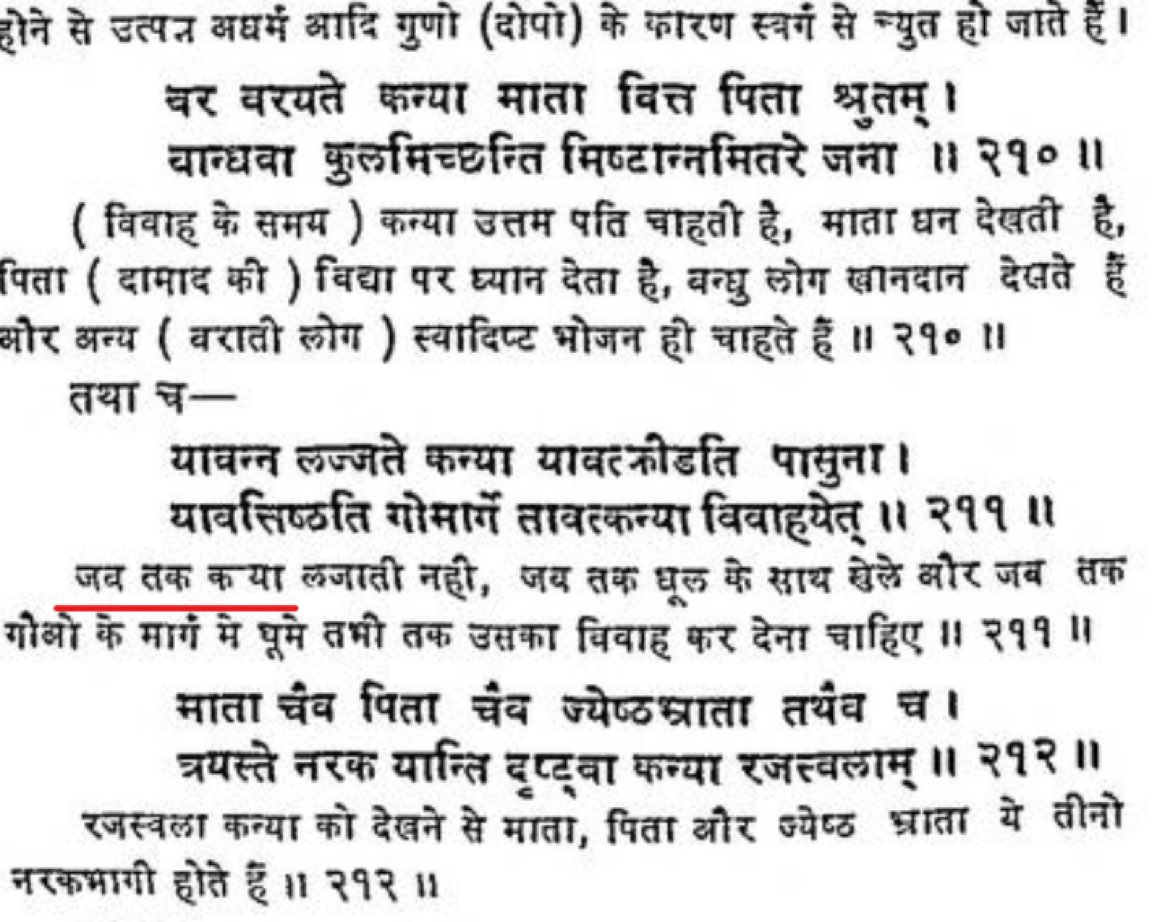 होने से उत्पन्न अधर्म आदि गुणो (दोपो) के कारण स्वर्ग से च्युत हो जाते हैं।
वर वरयते कन्या माता वित्त पिता श्रुतम्।
वान्धवा कुलमिच्छन्ति मिष्टान्नमितरे जना ॥ २१० ॥
( विवाह के समय ) कन्या उत्तम पति चाहती है, माता धन देखती है,
पिता ( दामाद की ) विद्या पर ध्यान देता है, वन्धु लोग खानदान देखते हैं
और अन्य ( वराती लोग ) स्वादिष्ट भोजन ही चाहते हैं ॥ २१० ॥
तथा च—
यावन्न लज्जते कन्या यावत्क्रीडति पासुना।
यावत्तिष्ठति गोमार्गे तावत्कन्या विवाहयेत् ॥ २११ ॥
जब तक क या लजाती नही, जब तक धूल के साथ खेले और जब तक
गौओ के मार्ग मे घूमे तभी तक उसका विवाह कर देना चाहिए ॥ २११ ॥
माता चैव पिता चैव ज्येष्ठभ्राता तथैव च।
त्रयस्ते नरक यान्ति दृष्ट्वा कन्या रजस्वलाम् ॥ २१२ ॥
रजस्वला कन्या को देखने से माता, पिता और ज्येष्ठ भ्राता ये तीनो
नरकभागी होते हैं ॥ २१२ ॥